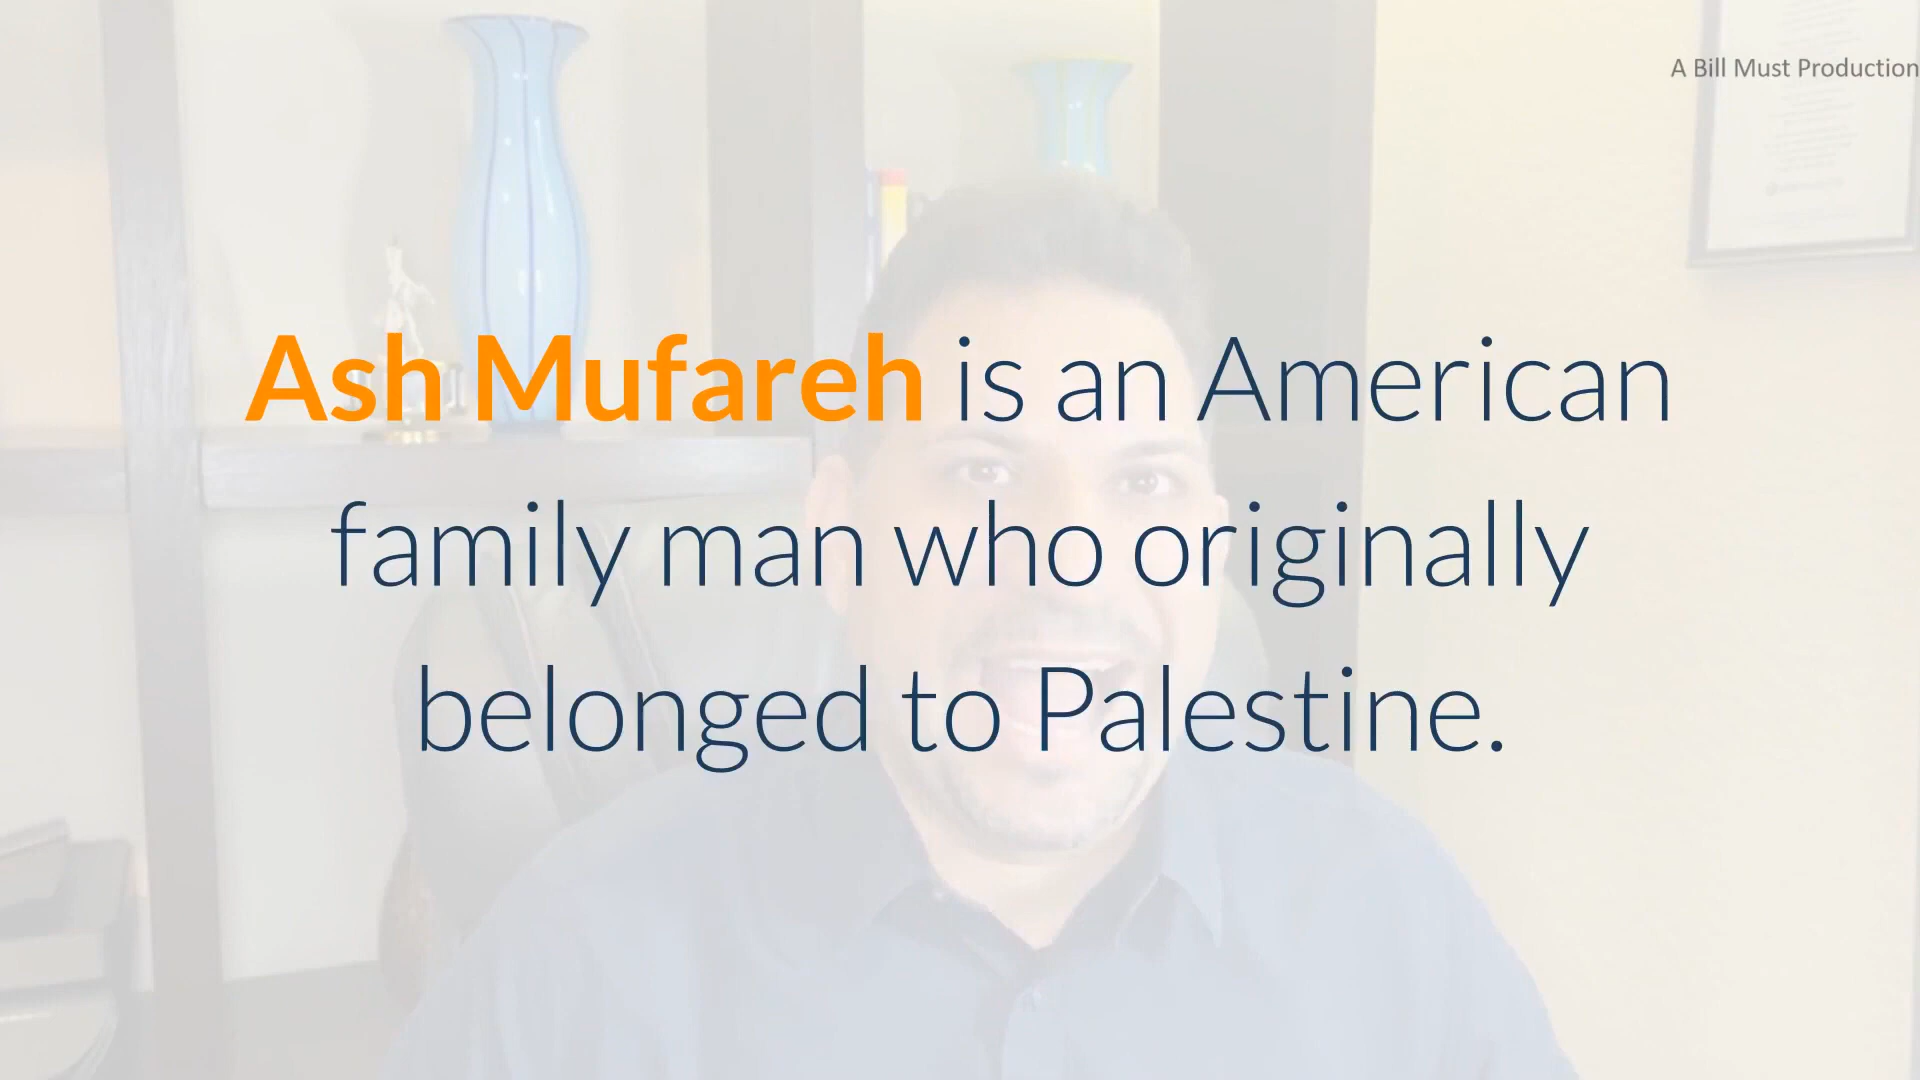 A Bill Must Production
Ash Mufareh is an American
family man who originally
belonged to Palestine.